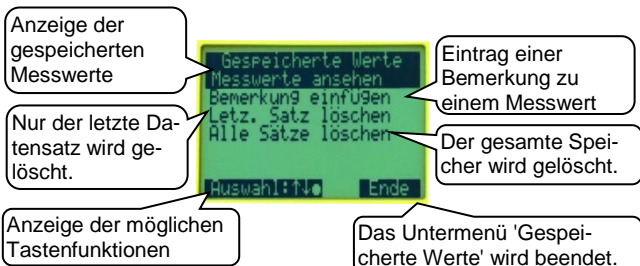 Anzeige der
gespeicherten
Messwerte
Nur der letzte Da-
tensatz wird ge-
löscht.
Anzeige der möglichen
Tastenfunktionen
Gespeicherte Werte
Messwerte ansehen
Bemerkung einfügen
Letz. Satz löschen
Alle Sätze löschen
Auswahl:↑↓● Ende
Eintrag einer
Bemerkung zu
einem Messwert
Der gesamte Spei-
cher wird gelöscht.
Das Untermenü 'Gespei-
cherte Werte' wird beendet.